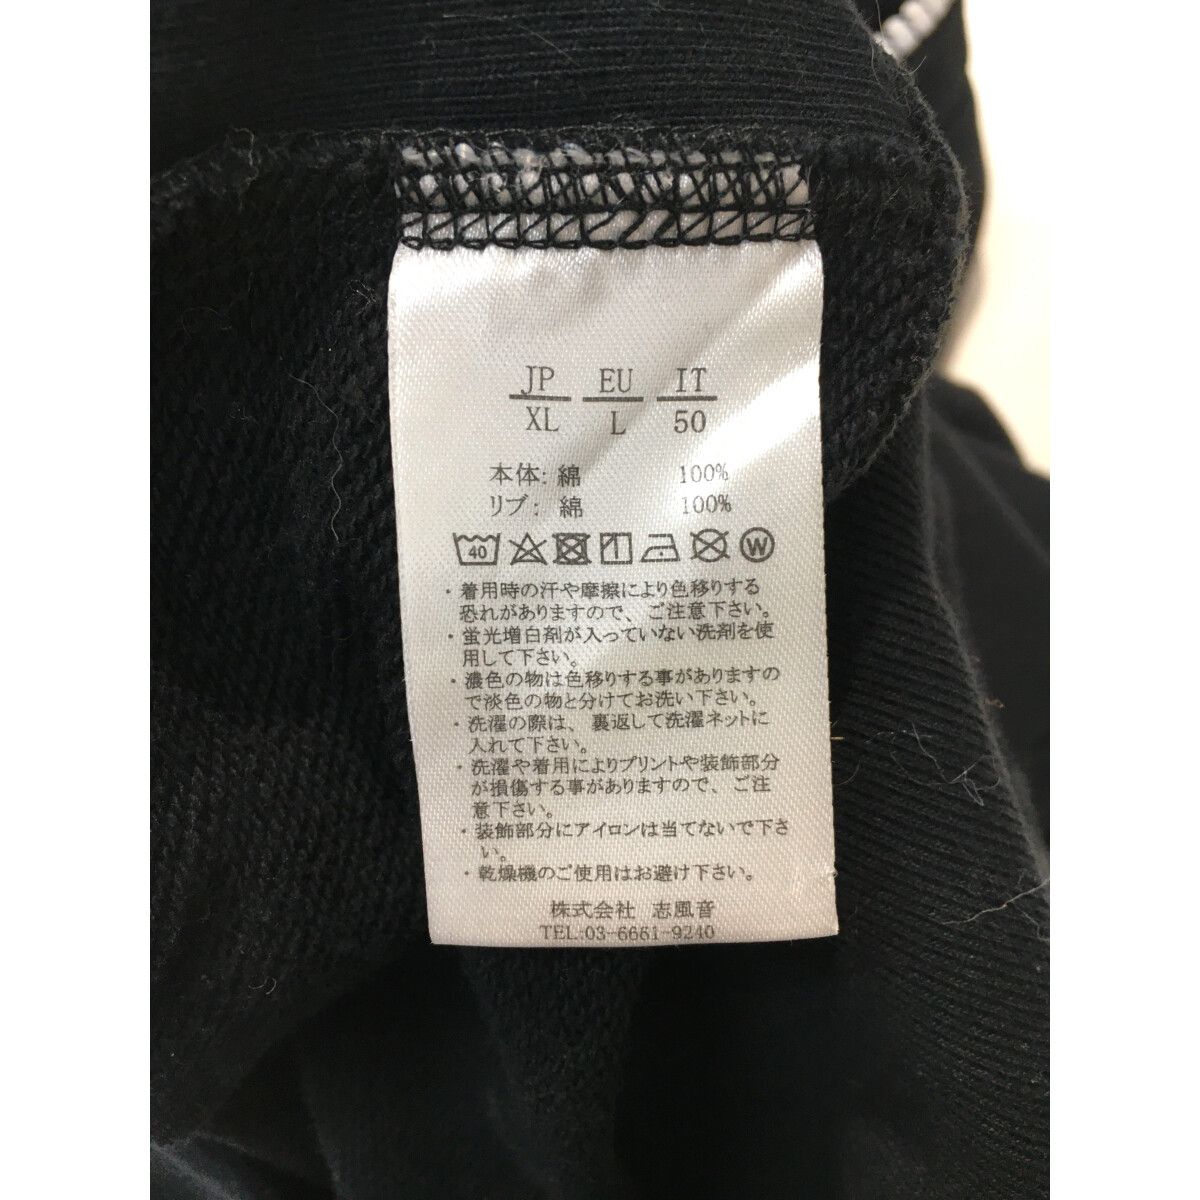 JP EU IT
XL L 50
本体: 綿 100%
リブ: 綿 100%
40 W
・着用時の汗や摩擦により色移りする
恐れがありますので、ご注意下さい。
・蛍光増白剤が入っていない洗剤を使
用して下さい。
・濃色の物は色移りする事がありますの
で淡色の物と分けてお洗い下さい。
・洗濯の際は、裏返して洗濯ネットに
入れて下さい。
・洗濯や着用によりプリントや装飾部分
が損傷する事がありますので、ご注
意下さい。
・装飾部分にアイロンは当てないで下さ
い。
・乾燥機のご使用はお避け下さい。
株式会社 志風音
TEL:03-6661-9240